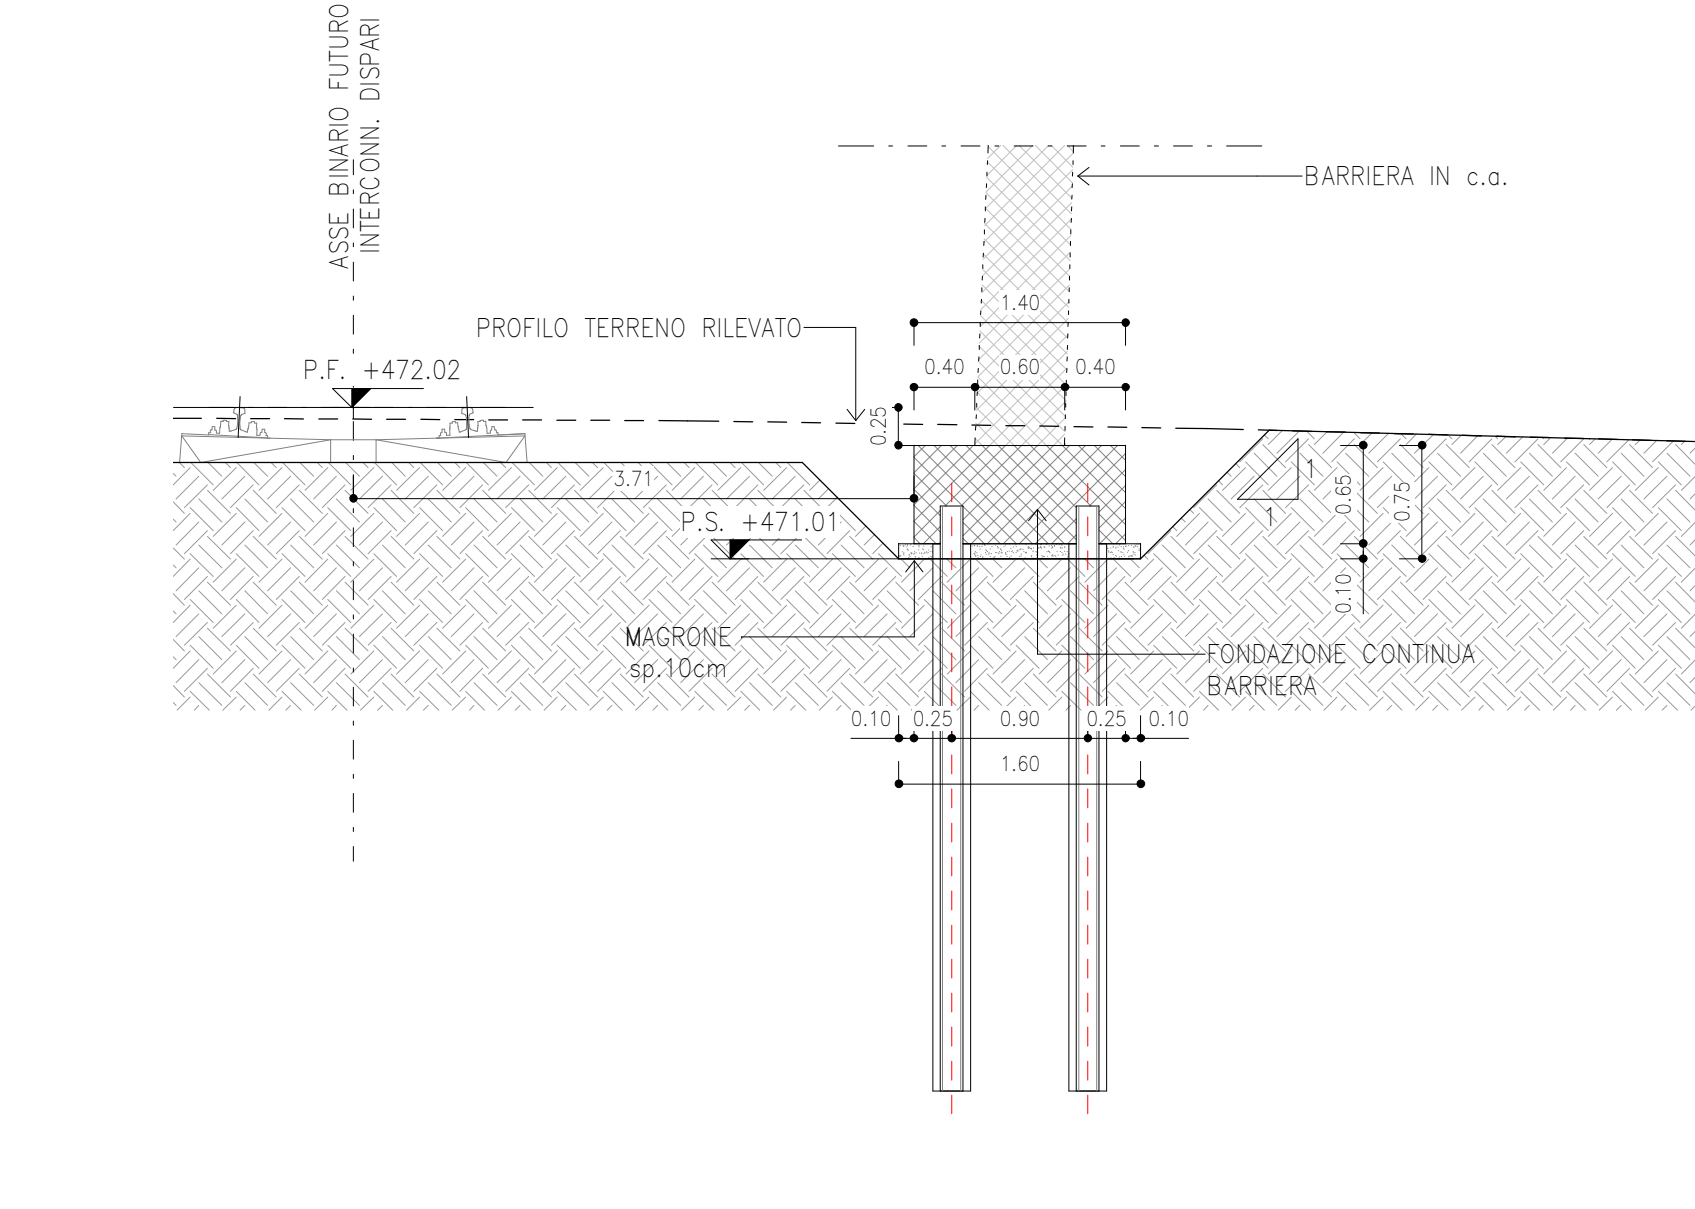 ASSE BINARIO FUTURO
INTERCONN. DISPARI
BARRIERA IN c.a.
1.40
PROFILO TERRENO RILEVATO
P.F. +472.02
0.40
0.60
0.40
0.25
3.71
1
1
0.65
0.75
P.S. +471.01
0.10
MAGRONE
sp.10cm
FONDAZIONE CONTINUA
BARRIERA
0.10
0.25
0.90
0.25
0.10
1.60